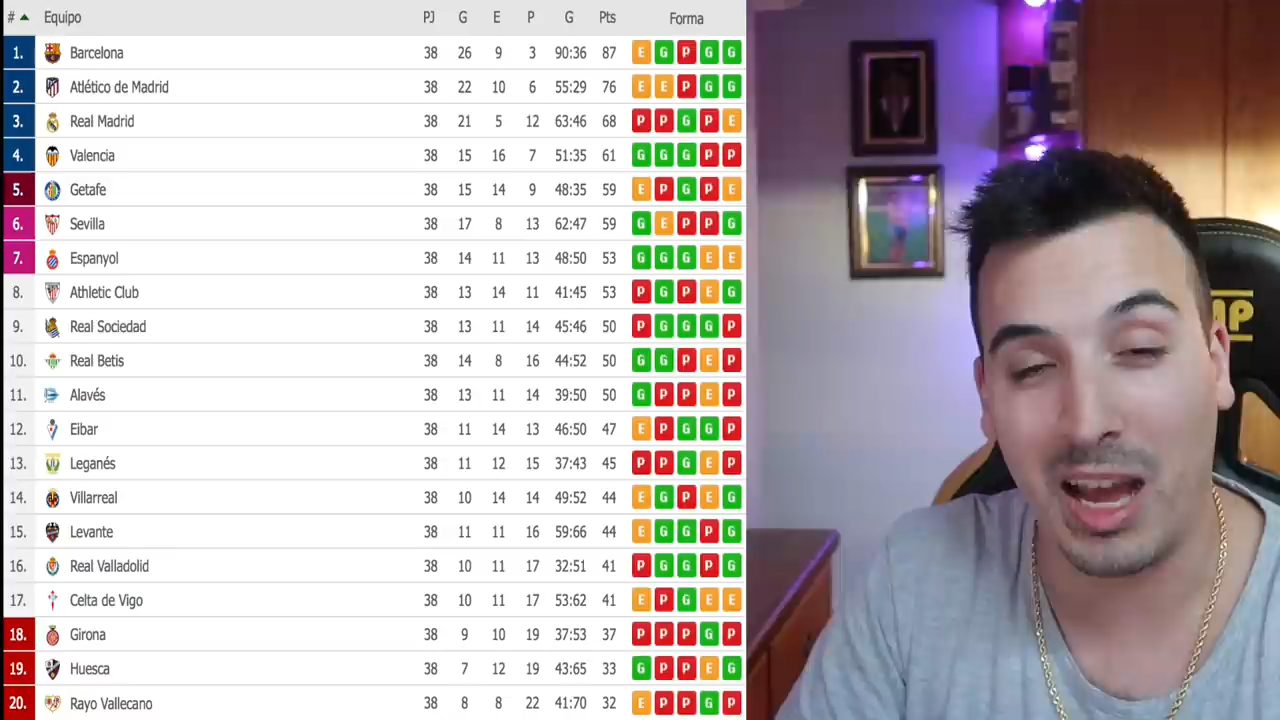 # Equipo PJ G E P G Pts Forma
1. Barcelona 38 26 9 3 90:36 87 E G P G G
2. Atlético de Madrid 38 22 10 6 55:29 76 E E P G G
3. Real Madrid 38 21 5 12 63:46 68 P P G P E
4. Valencia 38 15 16 7 51:35 61 G G G P P
5. Getafe 38 15 14 9 48:35 59 E P G P E
6. Sevilla 38 17 8 13 62:47 59 G E P P G
7. Espanyol 38 14 11 13 48:50 53 G G G E E
8. Athletic Club 38 13 14 11 41:45 53 P G P E G
9. Real Sociedad 38 13 11 14 45:46 50 P G G G P
10. Real Betis 38 14 8 16 44:52 50 G G P E P
11. Alavés 38 13 11 14 39:50 50 G P P E P
12. Eibar 38 11 14 13 46:50 47 E P G G P
13. Leganés 38 11 12 15 37:43 45 P P G E P
14. Villarreal 38 10 14 14 49:52 44 E G P E G
15. Levante 38 11 11 16 59:66 44 E G G P G
16. Real Valladolid 38 10 11 17 32:51 41 P G G P G
17. Celta de Vigo 38 10 11 17 53:62 41 E P G E E
18. Girona 38 9 10 19 37:53 37 P P P G P
19. Huesca 38 7 12 19 43:65 33 G P P E G
20. Rayo Vallecano 38 8 8 22 41:70 32 E P P G P